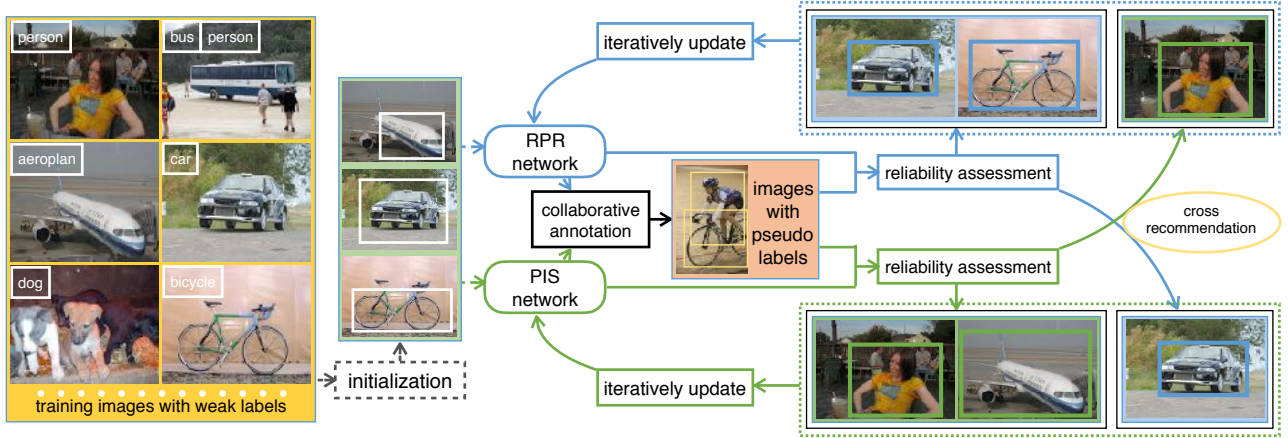 person
bus person
aeroplan
car
dog
bicycle
training images with weak labels
initialization
iteratively update
RPR
network
collaborative
annotation
PIS
network
iteratively update
images
with
pseudo
labels
reliability assessment
reliability assessment
cross
recommendation